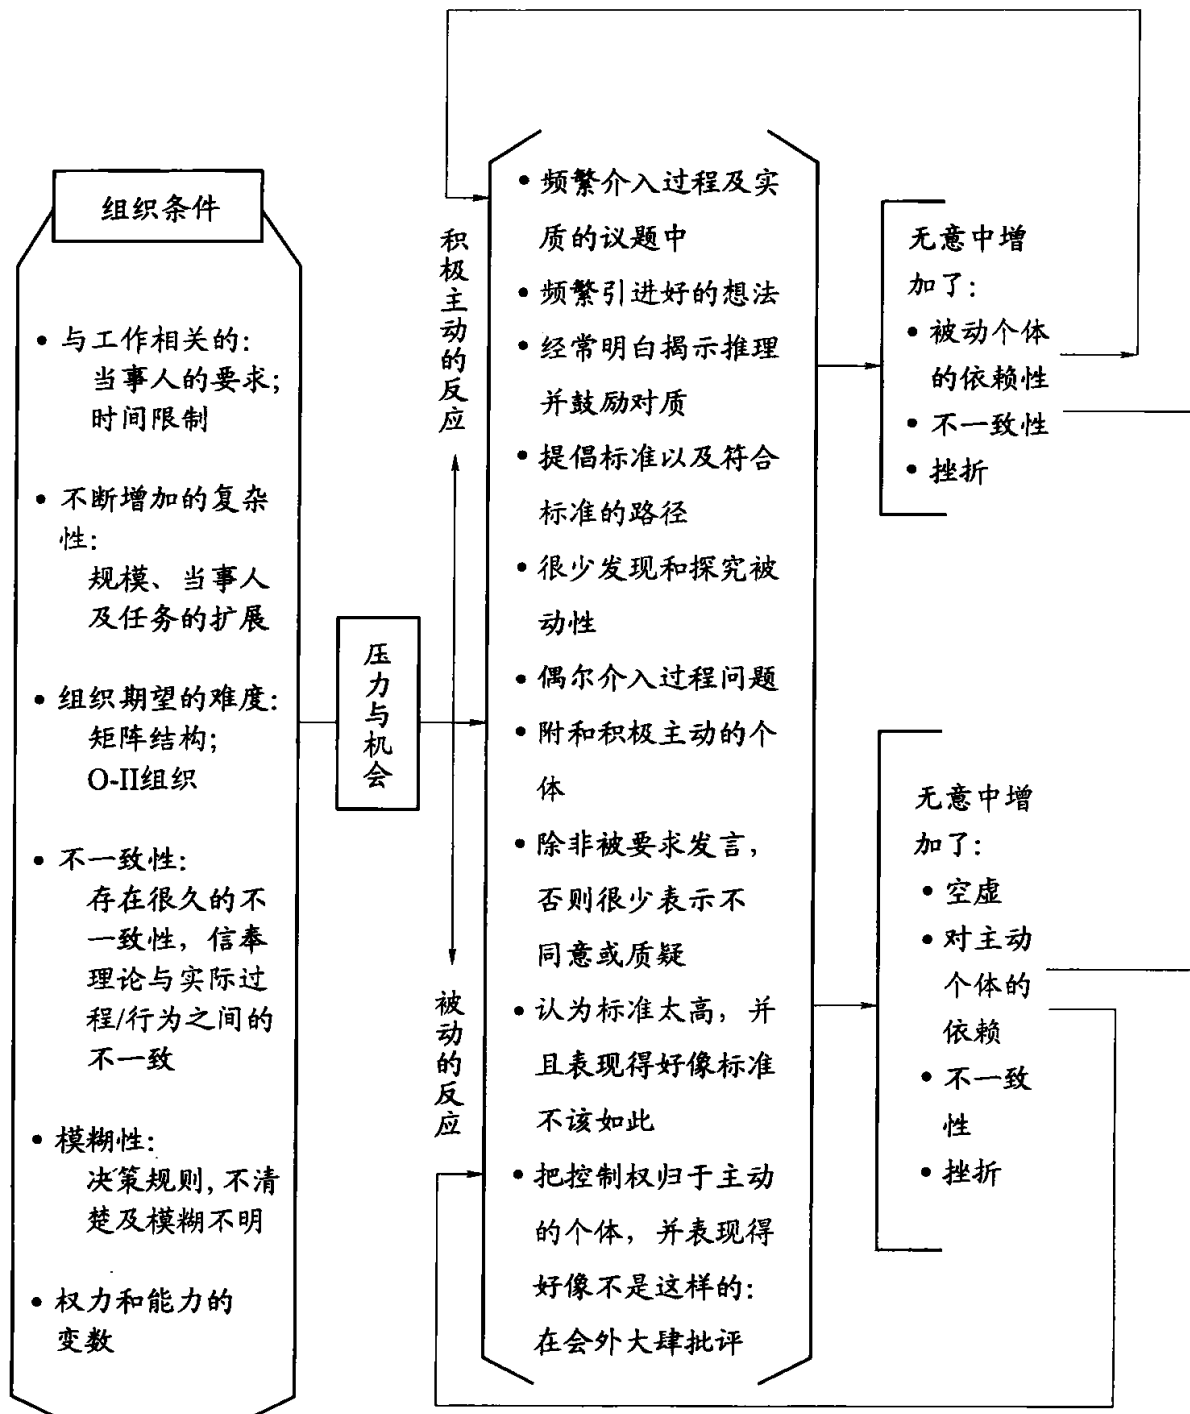 组织条件
• 与工作相关的:
当事人的要求;
时间限制
• 不断增加的复杂
性:
规模、当事人
及任务的扩展
• 组织期望的难度:
矩阵结构;
O-II组织
• 不一致性:
存在很久的不
一致性，信奉
理论与实际过
程/行为之间的
不一致
• 模糊性:
决策规则,不清
楚及模糊不明
• 权力和能力的
变数
压力与机会
积极主动的反应
被动的反应
• 频繁介入过程及实
质的议题中
• 频繁引进好的想法
• 经常明白揭示推理
并鼓励对质
• 提倡标准以及符合
标准的路径
• 很少发现和探究被
动性
• 偶尔介入过程问题
• 附和积极主动的个
体
• 除非被要求发言，
否则很少表示不
同意或质疑
• 认为标准太高，并
且表现得好像标准
不该如此
• 把控制权归于主动
的个体，并表现得
好像不是这样的:
在会外大肆批评
无意中增
加了:
• 被动个体
的依赖性
• 不一致性
• 挫折
无意中增
加了:
• 空虚
• 对主动
个体的
依赖
• 不一致
性
• 挫折